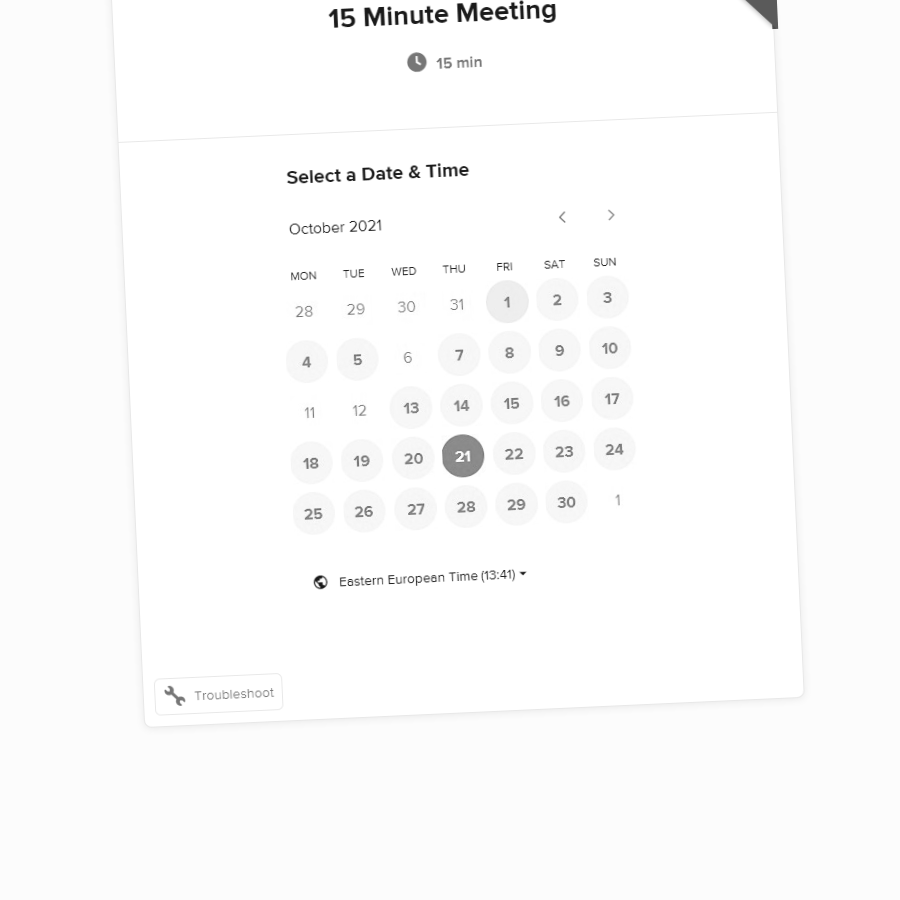 15 Minute Meeting
15 min
Select a Date & Time
October 2021
MON TUE WED THU FRI SAT SUN
28 29 30 31 1 2 3
4 5 6 7 8 9 10
11 12 13 14 15 16 17
18 19 20 21 22 23 24
25 26 27 28 29 30 1
Eastern European Time (13:41)
Troubleshoot